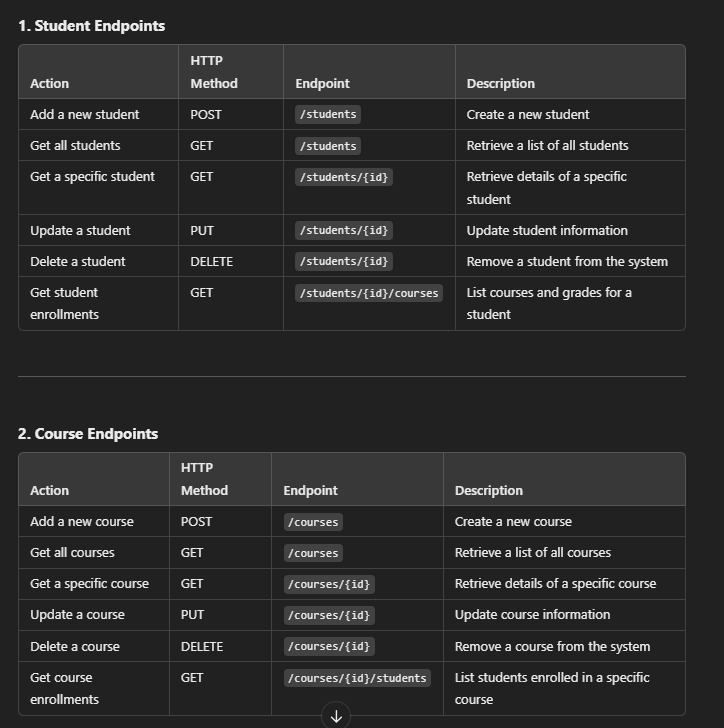 1. Student Endpoints
Action HTTP Method Endpoint Description
Add a new student POST /students Create a new student
Get all students GET /students Retrieve a list of all students
Get a specific student GET /students/{id} Retrieve details of a specific student
Update a student PUT /students/{id} Update student information
Delete a student DELETE /students/{id} Remove a student from the system
Get student enrollments GET /students/{id}/courses List courses and grades for a student
2. Course Endpoints
Action HTTP Method Endpoint Description
Add a new course POST /courses Create a new course
Get all courses GET /courses Retrieve a list of all courses
Get a specific course GET /courses/{id} Retrieve details of a specific course
Update a course PUT /courses/{id} Update course information
Delete a course DELETE /courses/{id} Remove a course from the system
Get course enrollments GET /courses/{id}/students List students enrolled in a specific course